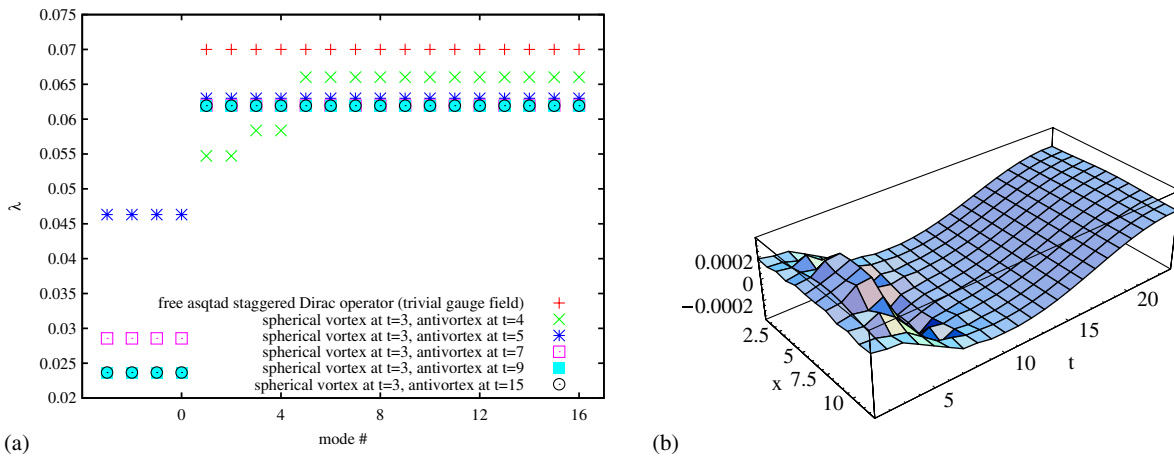 0.075
0.07
0.065
0.06
0.055
0.05
0.045
0.04
0.035
0.03
0.025
0.02
λ
free asqtad staggered Dirac operator (trivial gauge field)
spherical vortex at t=3, antivortex at t=4
spherical vortex at t=3, antivortex at t=5
spherical vortex at t=3, antivortex at t=7
spherical vortex at t=3, antivortex at t=9
spherical vortex at t=3, antivortex at t=15
0 4 8 12 16
mode #
(a)
0.0002
0
−0.0002
2.5
5
7.5
10
x
5
10
15
20
t
(b)